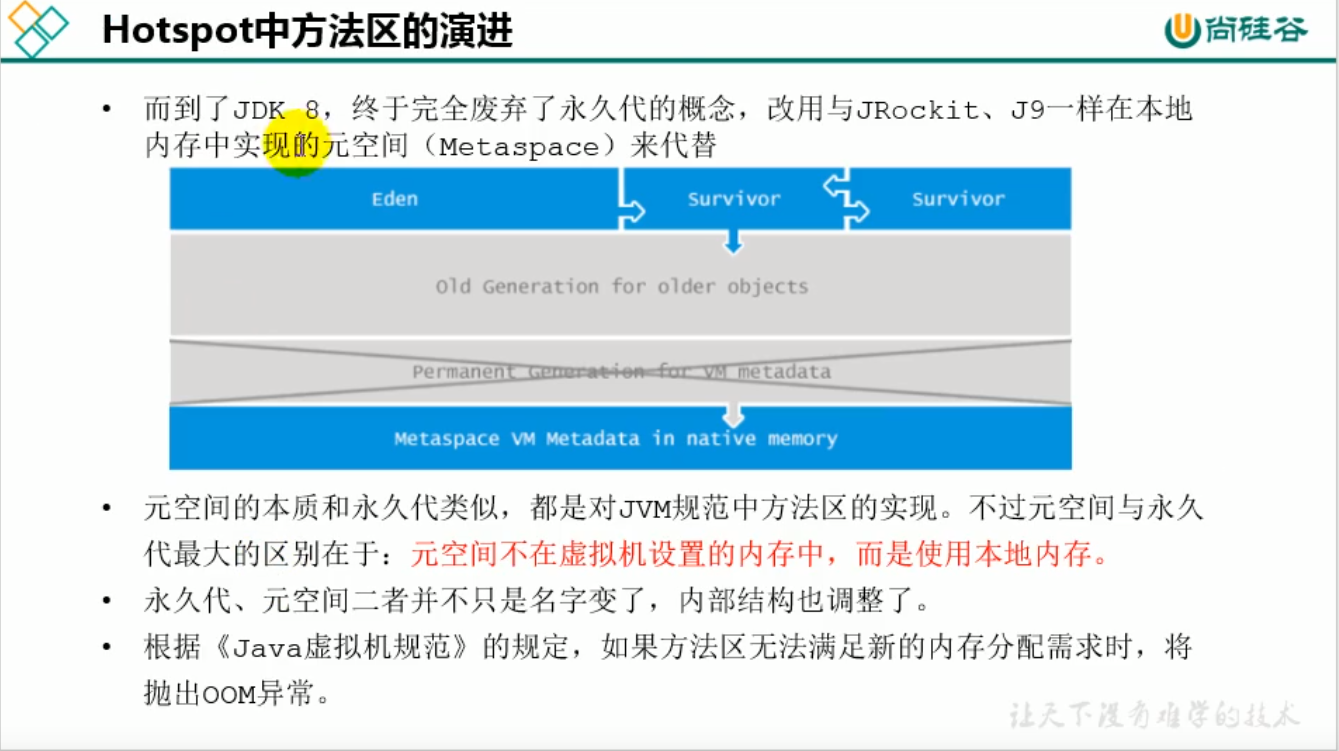 Hotspot中方法区的演进
尚硅谷
• 而到了JDK 8，终于完全废弃了永久代的概念，改用与JRockit、J9一样在本地
内存中实现的元空间（Metaspace）来代替
Eden
Survivor
Survivor
Old Generation for older objects
Permanent Generation for VM metadata
Metaspace VM Metadata in native memory
• 元空间的本质和永久代类似，都是对JVM规范中方法区的实现。不过元空间与永久
代最大的区别在于：元空间不在虚拟机设置的内存中，而是使用本地内存。
• 永久代、元空间二者并不只是名字变了，内部结构也调整了。
• 根据《Java虚拟机规范》的规定，如果方法区无法满足新的内存分配需求时，将
抛出OOM异常。
让天下没有难学的技术